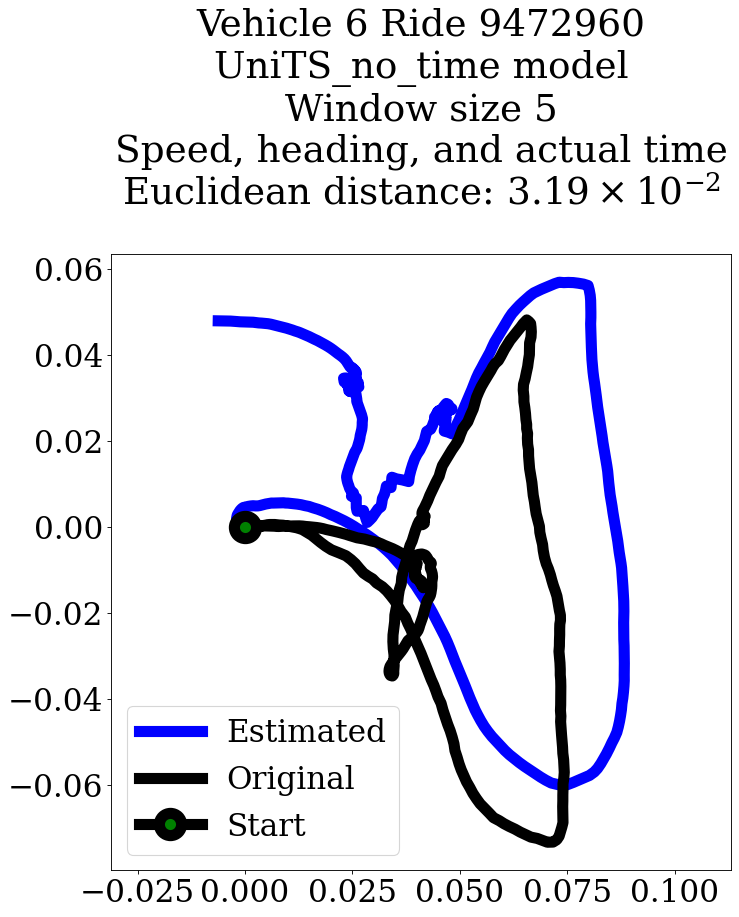 Vehicle 6 Ride 9472960
UniTS_no_time model
Window size 5
Speed, heading, and actual time
Euclidean distance: 3.19 × 10⁻²
0.06
0.04
0.02
0.00
−0.02
−0.04
−0.06
Estimated
Original
Start
−0.025 0.000 0.025 0.050 0.075 0.100